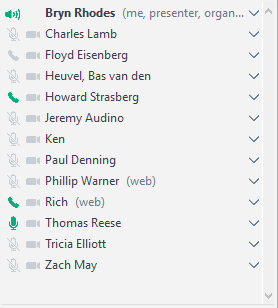 Bryn Rhodes (me, presenter, organ...
Charles Lamb
Floyd Eisenberg
Heuvel, Bas van den
Howard Strasberg
Jeremy Audino
Ken
Paul Denning
Phillip Warner (web)
Rich (web)
Thomas Reese
Tricia Elliott
Zach May